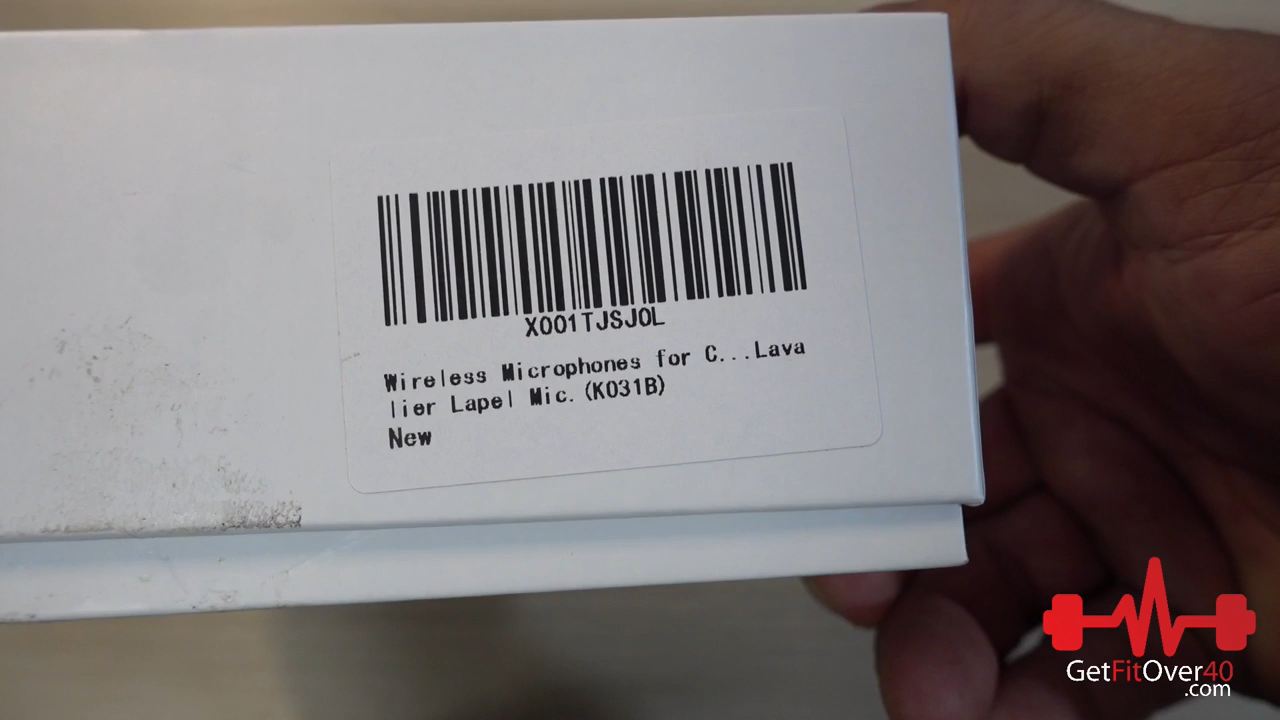 X001TJSJ0L
Wireless Microphones for C...Lava
lier Lapel Mic.(K031B)
New
GetFitOver40
.com